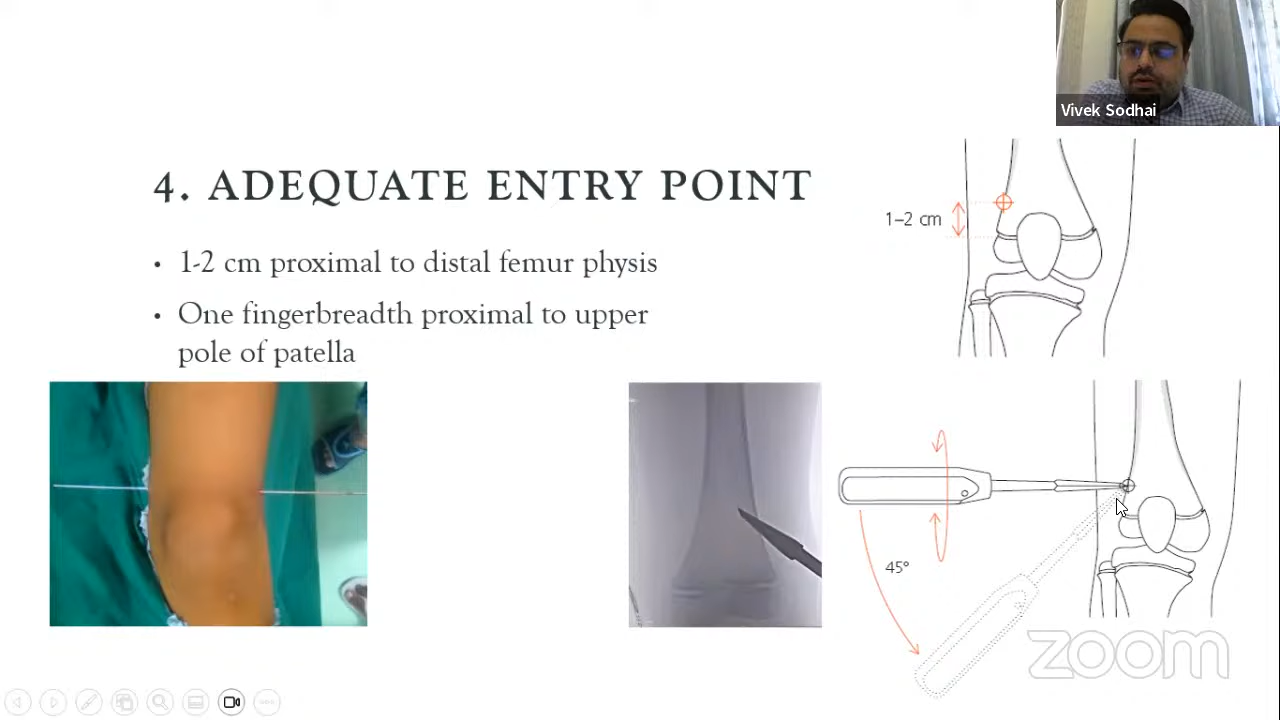 Vivek Sodhai
4. ADEQUATE ENTRY POINT
• 1-2 cm proximal to distal femur physis
• One fingerbreadth proximal to upper
pole of patella
1–2 cm
45°
zoom